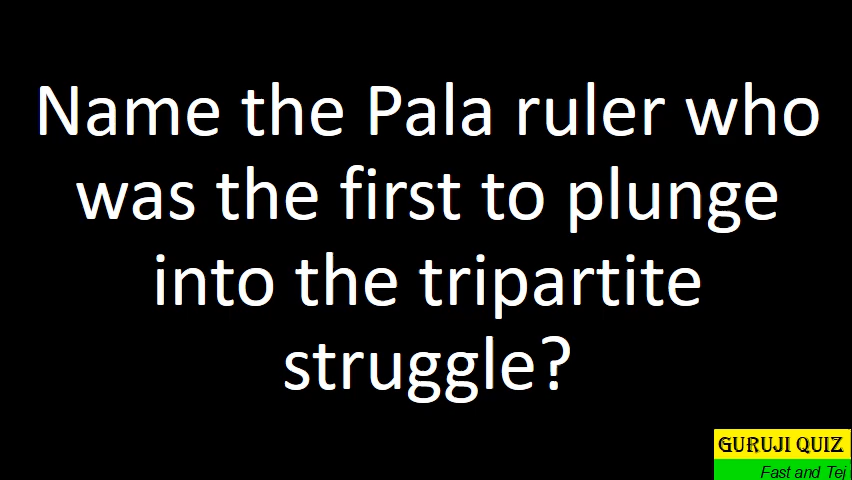 Name the Pala ruler who
was the first to plunge
into the tripartite
struggle?
GURUJI QUIZ
Fast and Tej